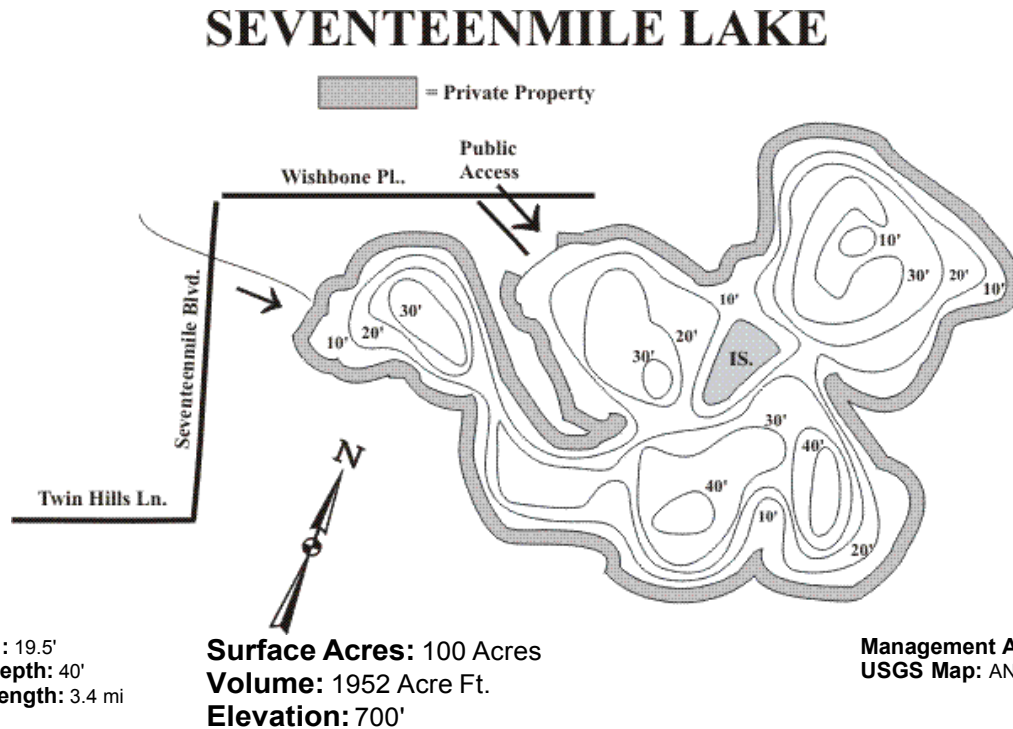 SEVENTEENMILE LAKE
= Private Property
Public
Access
Wishbone Pl..
Seventeenmile Blvd.
Twin Hills Ln.
N
10'
20'
30'
30'
20'
10'
IS.
10'
30'
20'
10'
30'
40'
40'
10'
20'
: 19.5'
epth: 40'
ength: 3.4 mi
Surface Acres: 100 Acres
Volume: 1952 Acre Ft.
Elevation: 700'
Management A
USGS Map: AN